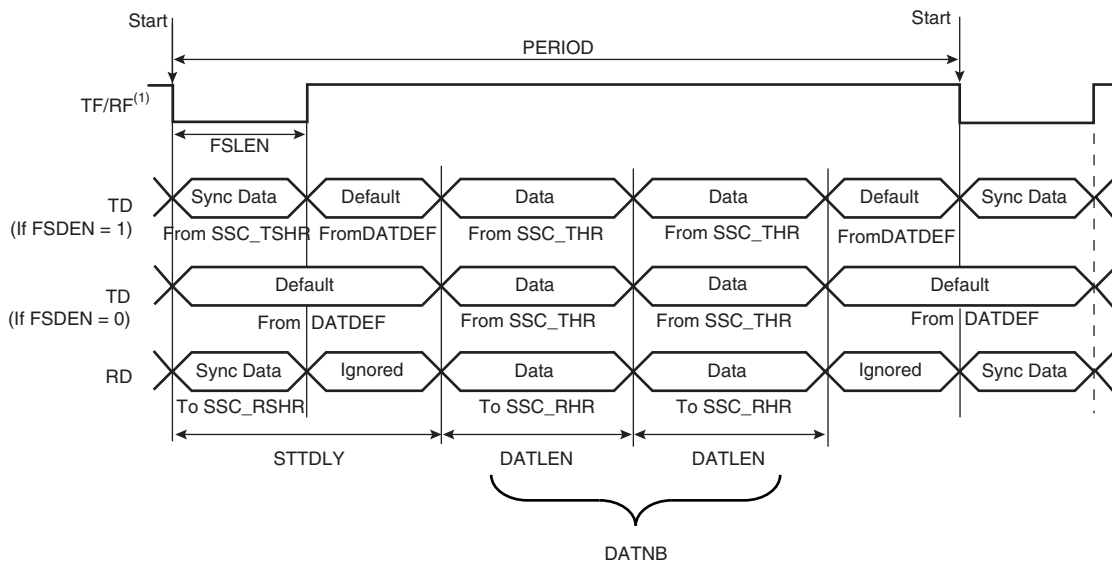 Start
Start
PERIOD
TF/RF(1)
FSLEN
TD
(If FSDEN = 1)
Sync Data
Default
Data
Data
Default
Sync Data
From SSC_TSHR
FromDATDEF
From SSC_THR
From SSC_THR
FromDATDEF
TD
(If FSDEN = 0)
Default
Data
Data
Default
From DATDEF
From SSC_THR
From SSC_THR
From DATDEF
RD
Sync Data
Ignored
Data
Data
Ignored
Sync Data
To SSC_RSHR
To SSC_RHR
To SSC_RHR
STTDLY
DATLEN
DATLEN
DATNB